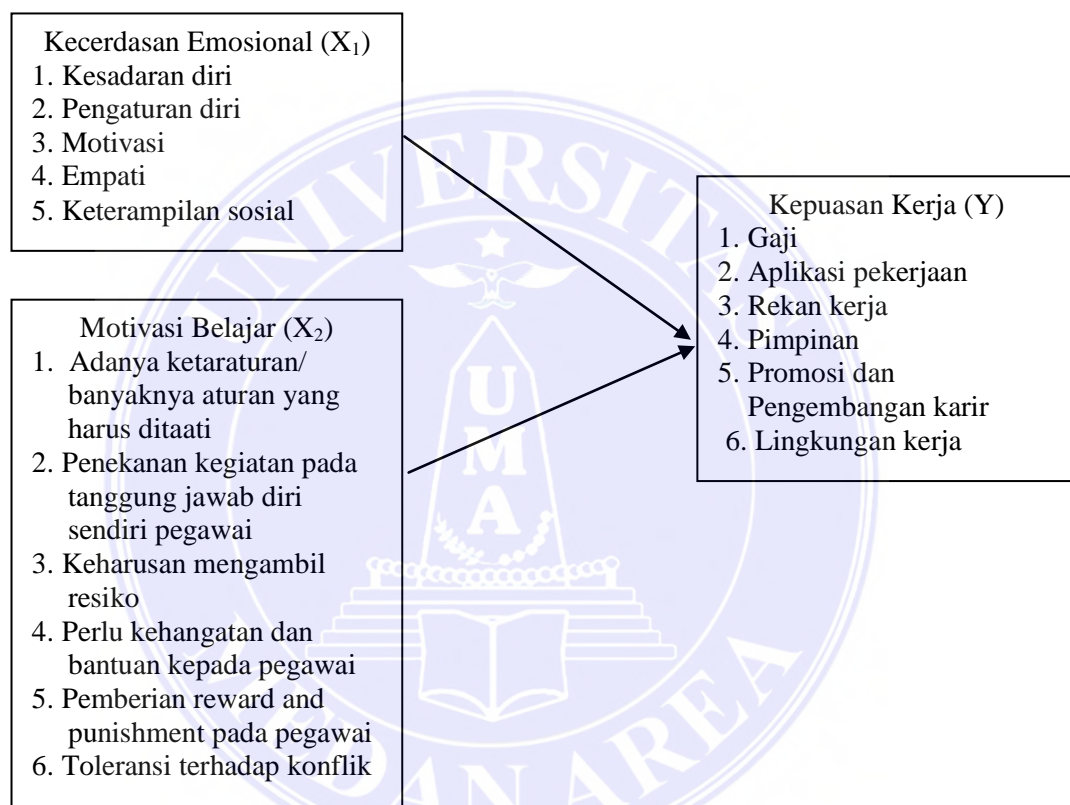 Kecerdasan Emosional (X₁)
1. Kesadaran diri
2. Pengaturan diri
3. Motivasi
4. Empati
5. Keterampilan sosial
Motivasi Belajar (X₂)
1. Adanya ketaraturan/
banyaknya aturan yang
harus ditaati
2. Penekanan kegiatan pada
tanggung jawab diri
sendiri pegawai
3. Keharusan mengambil
resiko
4. Perlu kehangatan dan
bantuan kepada pegawai
5. Pemberian reward and
punishment pada pegawai
6. Toleransi terhadap konflik
Kepuasan Kerja (Y)
1. Gaji
2. Aplikasi pekerjaan
3. Rekan kerja
4. Pimpinan
5. Promosi dan
Pengembangan karir
6. Lingkungan kerja
UNIVERSITAS
MEDAN AREA
U
M
A